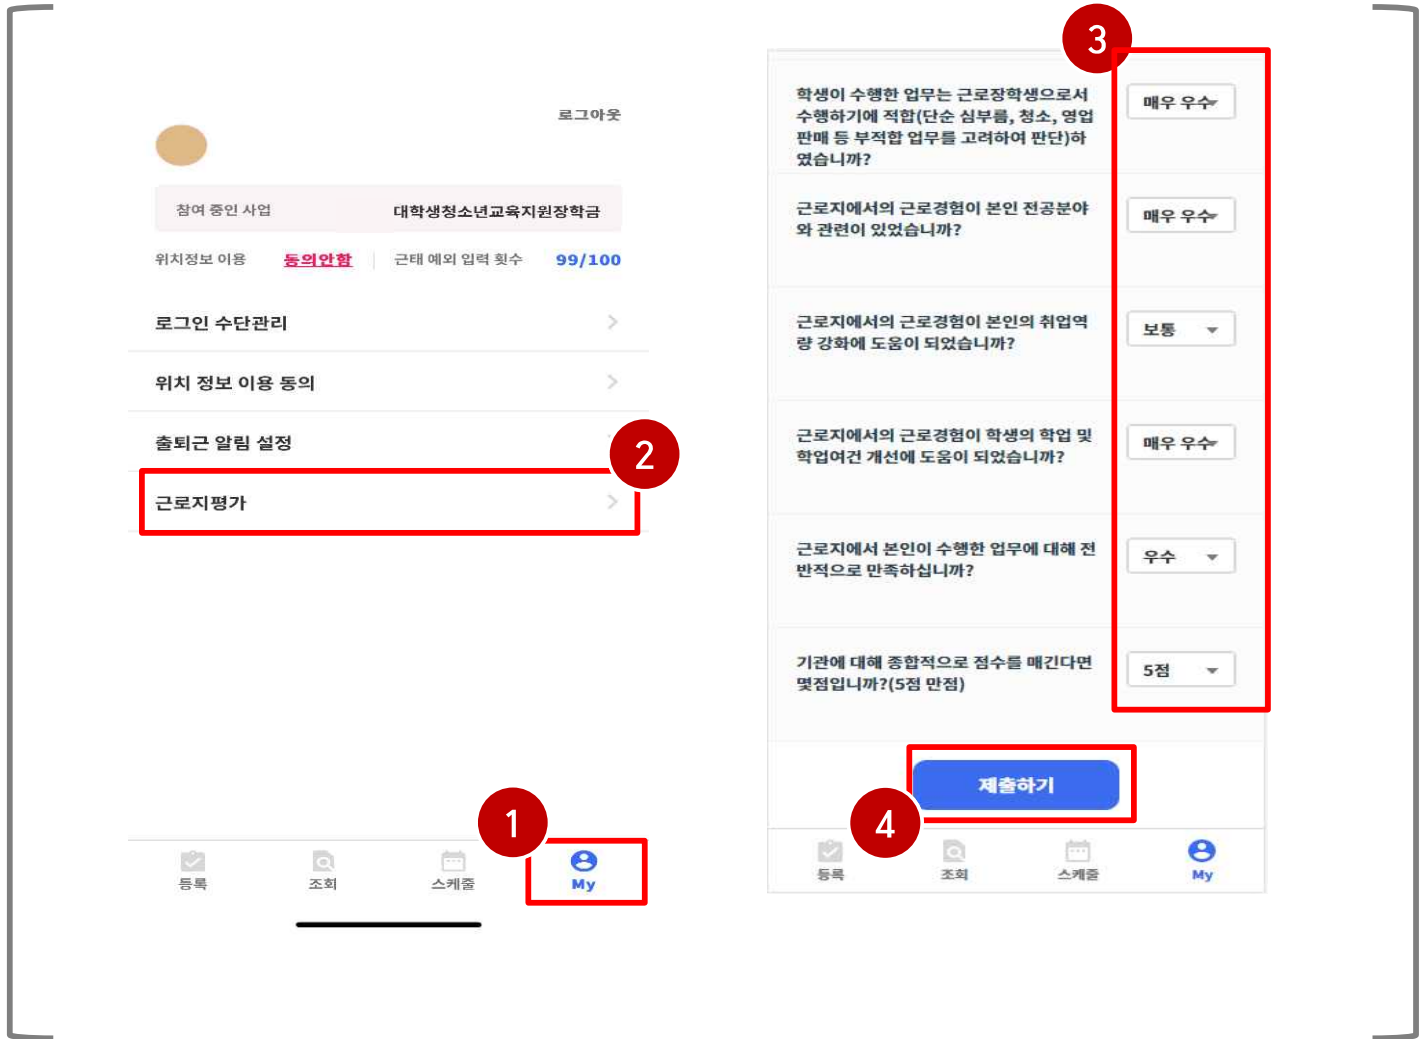 로그아웃
참여 중인 사업 대학생청소년교육지원장학금
위치정보 이용 동의안함 근태 예외 입력 횟수 99/100
로그인 수단관리
위치 정보 이용 동의
출퇴근 알림 설정
2
근로지평가
1
등록 조회 스케줄 My
3
학생이 수행한 업무는 근로장학생으로서
수행하기에 적합(단순 심부름, 청소, 영업
판매 등 부적합 업무를 고려하여 판단)하
였습니까?
매우 우수
근로지에서의 근로경험이 본인 전공분야
와 관련이 있었습니까?
매우 우수
근로지에서의 근로경험이 본인의 취업역
량 강화에 도움이 되었습니까?
보통
근로지에서의 근로경험이 학생의 학업 및
학업여건 개선에 도움이 되었습니까?
매우 우수
근로지에서 본인이 수행한 업무에 대해 전
반적으로 만족하십니까?
우수
기관에 대해 종합적으로 점수를 매긴다면
몇점입니까?(5점 만점)
5점
제출하기
4
등록 조회 스케줄 My